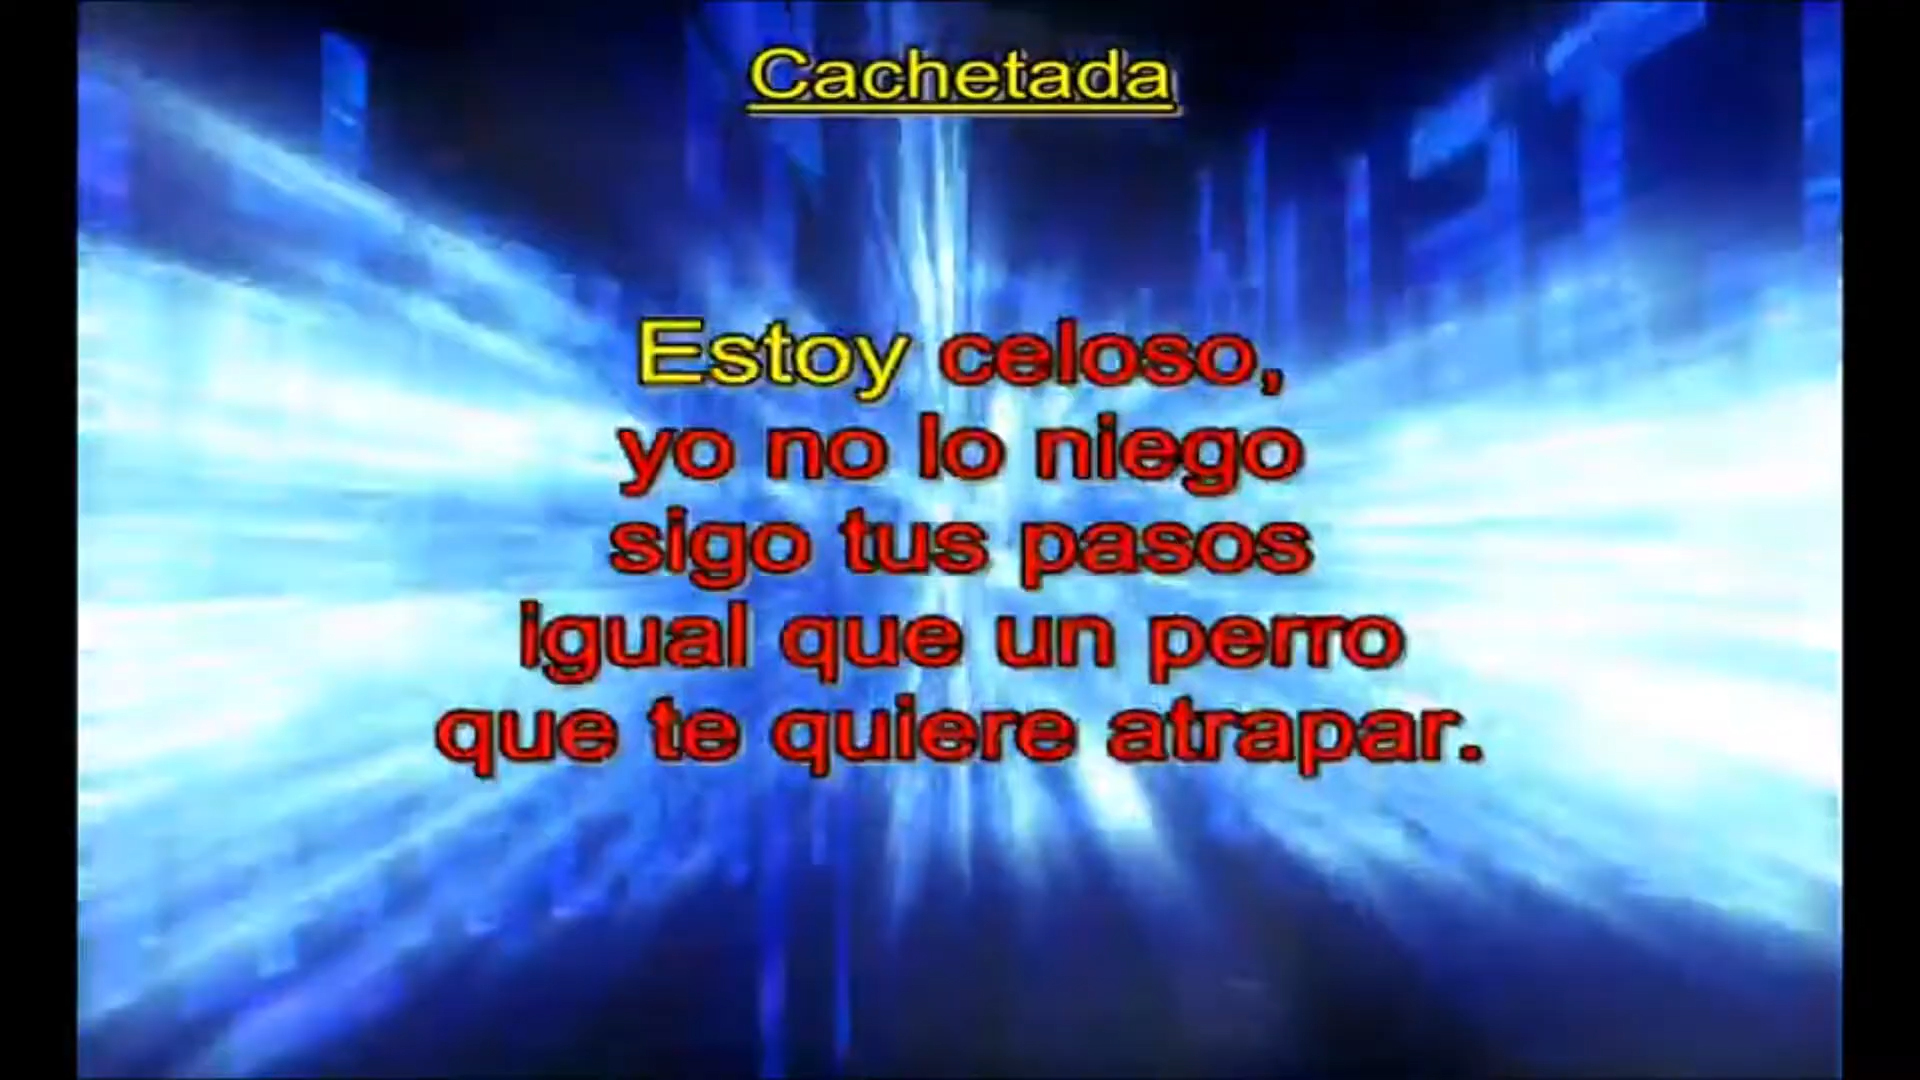 Cachetada
Estoy celoso,
yo no lo niego
sigo tus pasos
igual que un perro
que te quiere atrapar.